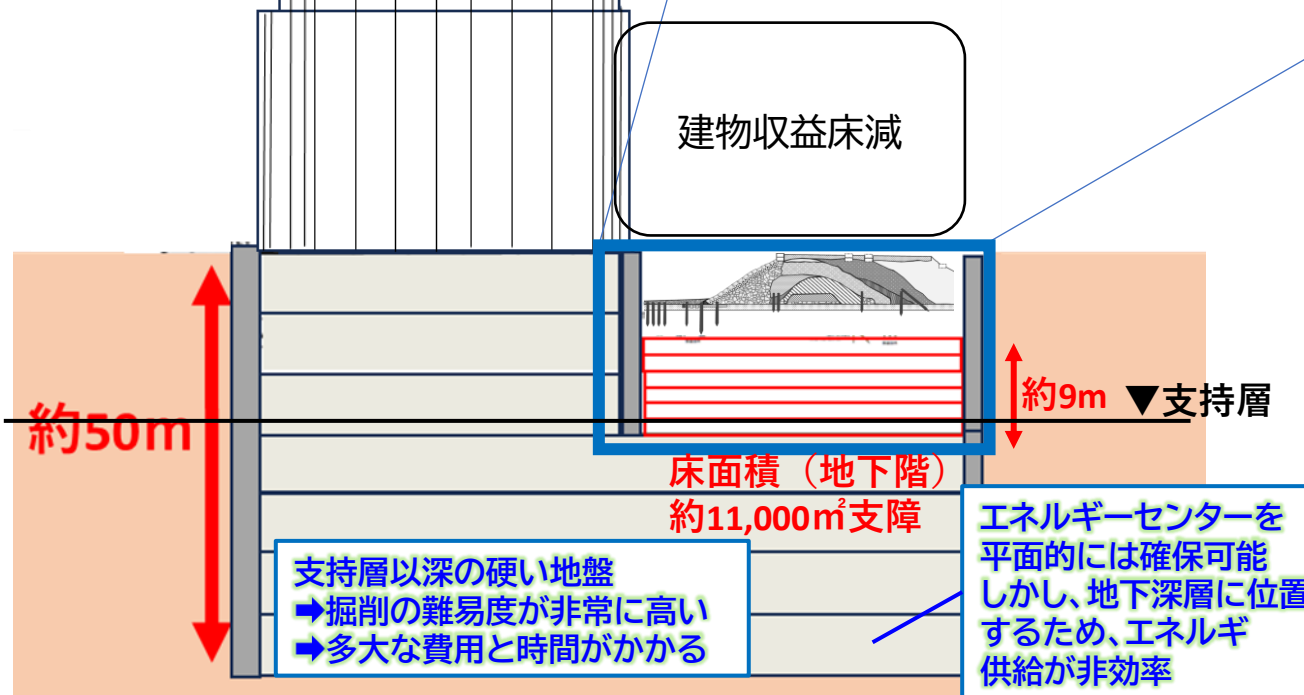 建物収益床減
約50m
約9m
▼支持層
床面積（地下階）
約11,000㎡支障
支持層以深の硬い地盤
➡掘削の難易度が非常に高い
➡多大な費用と時間がかかる
エネルギーセンターを
平面的には確保可能
しかし、地下深層に位置
するため、エネルギ
供給が非効率